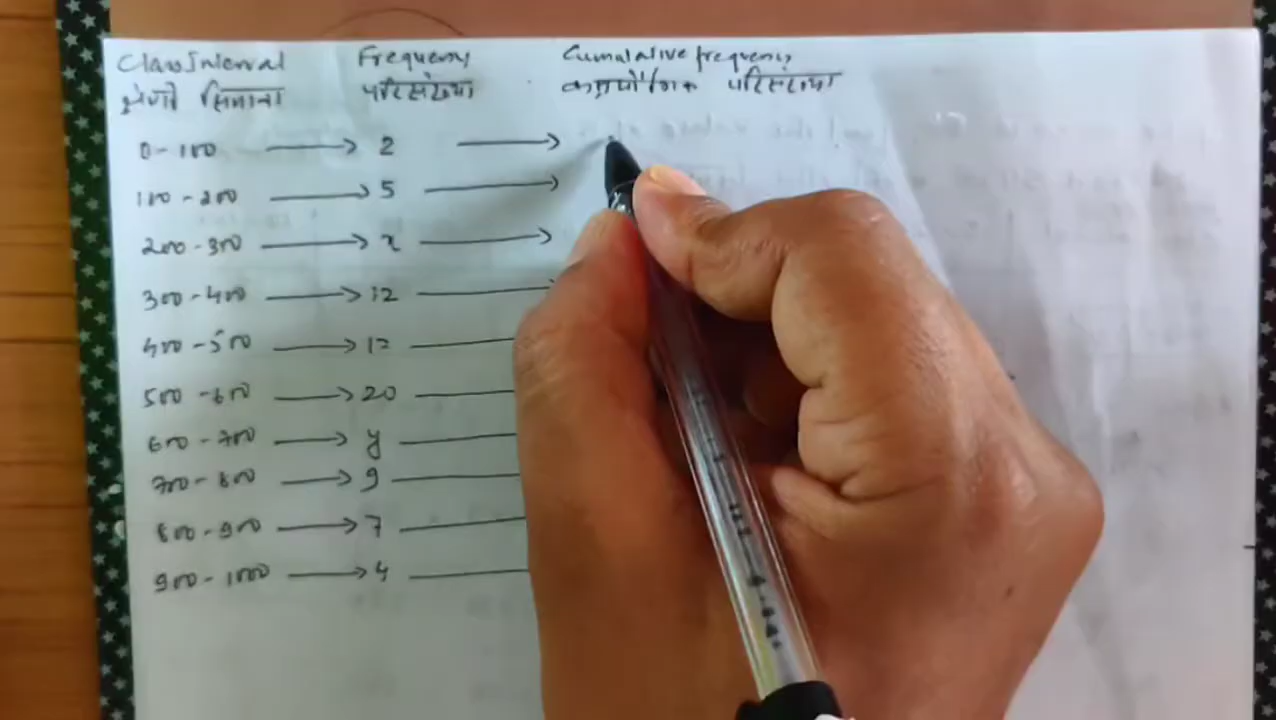 Class Interval Frequency Cumulative frequency
श्रेणी परिसंख्या परिसंख्या
0-100 → 2 →
100-200 → 5 →
200-300 → x →
300-400 → 12
400-500 → 17
500-600 → 20
600-700 → y
700-800 → 9
800-900 → 7
900-1000 → 4